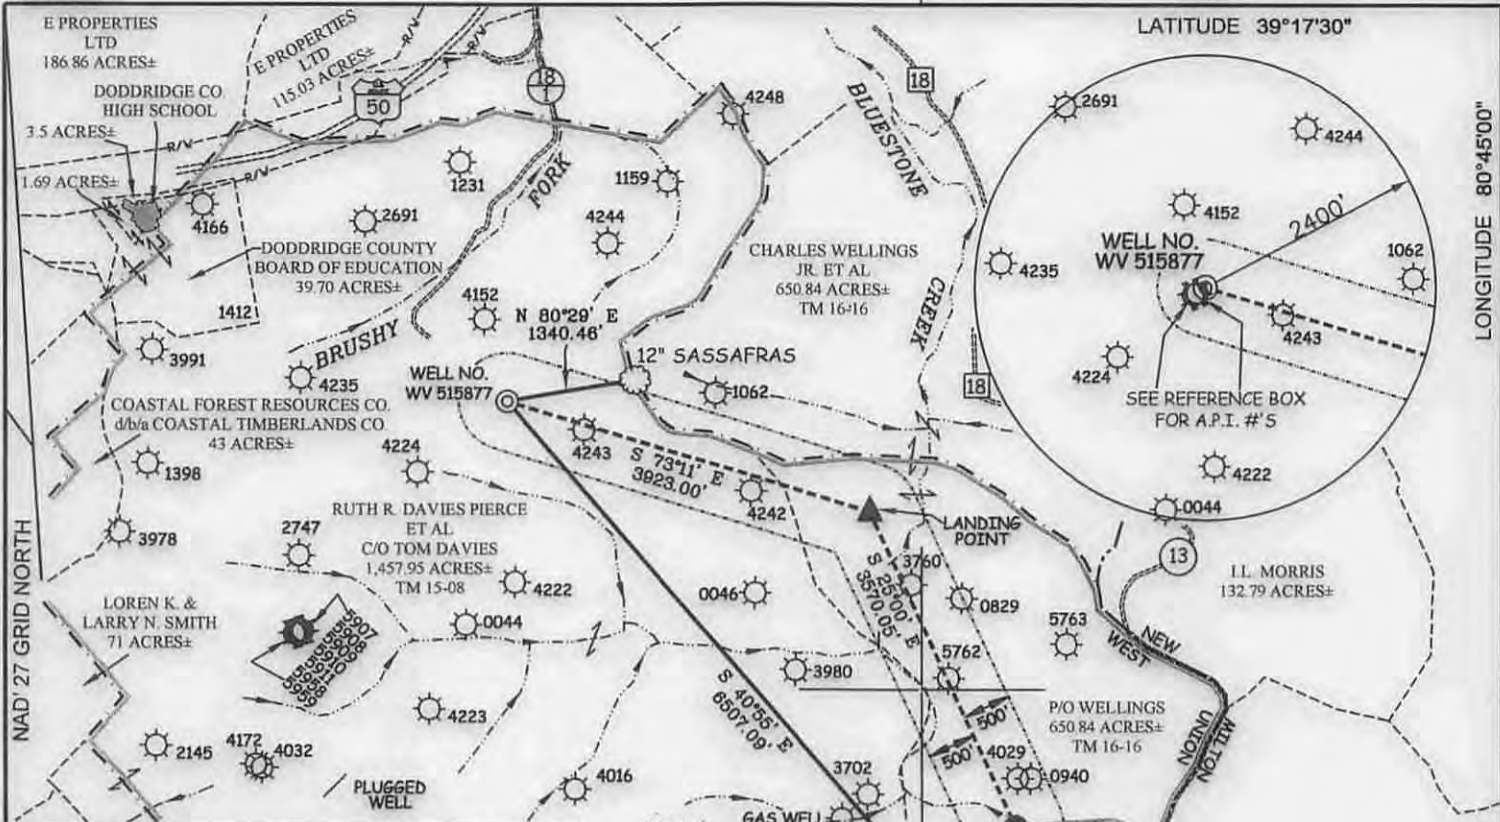 E PROPERTIES
LTD
186.86 ACRES±
E PROPERTIES
LTD
115.03 ACRES±
R/W
R/W
50
18
1
DODDRIDGE CO.
HIGH SCHOOL
3.5 ACRES±
R/W
R/W
1.69 ACRES±
4166
1231
2691
4248
1159
4244
FORK
BLUESTONE
18
LATITUDE 39°17'30"
LONGITUDE 80°45'00"
2691
4244
4152
2400'
WELL NO.
WV 515877
1062
4235
4243
4224
SEE REFERENCE BOX
FOR A.P.I. #'S
4222
0044
DODDRIDGE COUNTY
BOARD OF EDUCATION
39.70 ACRES±
1412
CHARLES WELLINGS
JR. ET AL
650.84 ACRES±
TM 16-16
CREEK
4152
N 80°29' E
1340.46'
BRUSHY
3991
4235
WELL NO.
WV 515877
12" SASSAFRAS
1062
18
COASTAL FOREST RESOURCES CO.
d/b/a COASTAL TIMBERLANDS CO.
43 ACRES±
4224
4243
S 73°11' E
3923.00'
4242
1398
LANDING
POINT
RUTH R. DAVIES PIERCE
ET AL
C/O TOM DAVIES
1,457.95 ACRES±
TM 15-08
3978
2747
4222
0044
0046
3760
S 25°00' E
3570.05'
0829
13
I.L. MORRIS
132.79 ACRES±
NAD' 27 GRID NORTH
LOREN K. &
LARRY N. SMITH
71 ACRES±
5907
5763
NEW
WEST
5762
3980
S 40°55' E
6507.09'
P/O WELLINGS
650.84 ACRES±
TM 16-16
UNION
MILTON
500'
500'
4223
2145
4172
4032
4029
0940
PLUGGED
WELL
4016
3702
GAS WELL